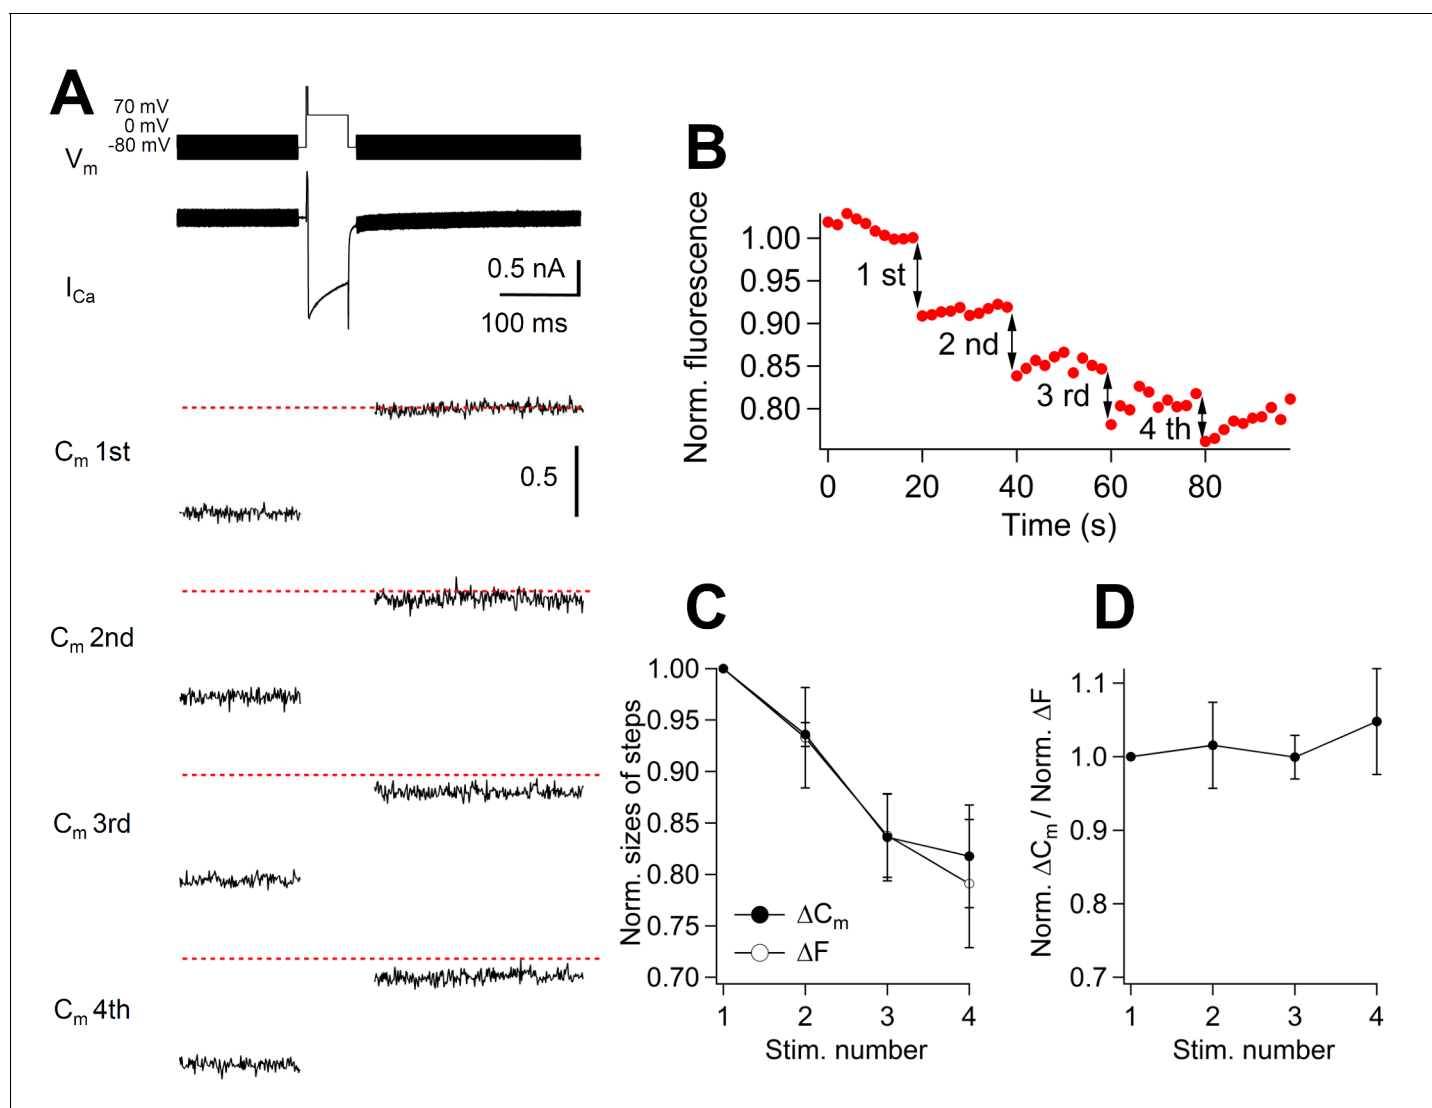 A
70 mV
0 mV
-80 mV
Vm
ICa
0.5 nA
100 ms
Cm 1st
0.5
Cm 2nd
Cm 3rd
Cm 4th
B
Norm. fluorescence
1.00
0.95
0.90
0.85
0.80
1 st
2 nd
3 rd
4 th
0 20 40 60 80
Time (s)
C
Norm. sizes of steps
1.00
0.95
0.90
0.85
0.80
0.75
0.70
ΔCm
ΔF
1 2 3 4
Stim. number
D
Norm. ΔCm / Norm. ΔF
1.1
1.0
0.9
0.8
0.7
1 2 3 4
Stim. number